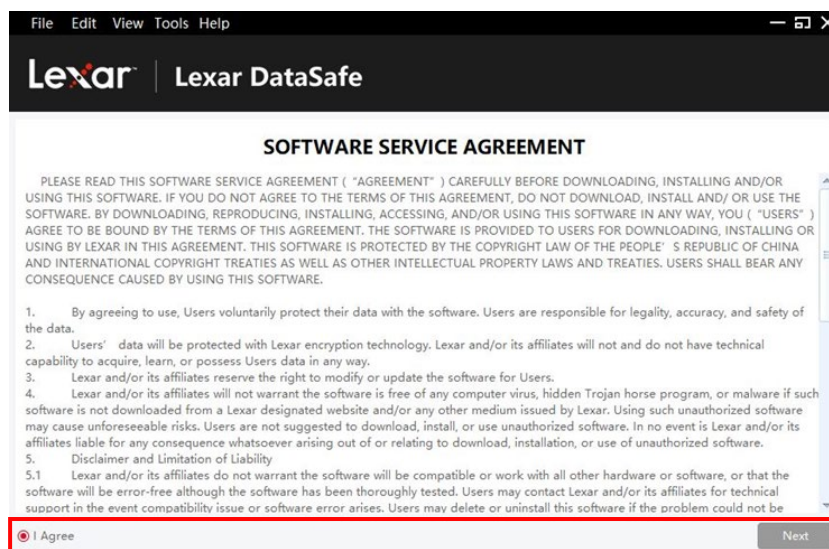 File Edit View Tools Help
Lexar Lexar DataSafe
SOFTWARE SERVICE AGREEMENT
PLEASE READ THIS SOFTWARE SERVICE AGREEMENT ( “AGREEMENT” ) CAREFULLY BEFORE DOWNLOADING, INSTALLING AND/OR
USING THIS SOFTWARE. IF YOU DO NOT AGREE TO THE TERMS OF THIS AGREEMENT, DO NOT DOWNLOAD, INSTALL AND/ OR USE THE
SOFTWARE. BY DOWNLOADING, REPRODUCING, INSTALLING, ACCESSING, AND/OR USING THIS SOFTWARE IN ANY WAY, YOU ( “USERS” )
AGREE TO BE BOUND BY THE TERMS OF THIS AGREEMENT. THE SOFTWARE IS PROVIDED TO USERS FOR DOWNLOADING, INSTALLING OR
USING BY LEXAR IN THIS AGREEMENT. THIS SOFTWARE IS PROTECTED BY THE COPYRIGHT LAW OF THE PEOPLE’ S REPUBLIC OF CHINA
AND INTERNATIONAL COPYRIGHT TREATIES AS WELL AS OTHER INTELLECTUAL PROPERTY LAWS AND TREATIES. USERS SHALL BEAR ANY
CONSEQUENCE CAUSED BY USING THIS SOFTWARE.
1. By agreeing to use, Users voluntarily protect their data with the software. Users are responsible for legality, accuracy, and safety of
the data.
2. Users’ data will be protected with Lexar encryption technology. Lexar and/or its affiliates will not and do not have technical
capability to acquire, learn, or possess Users data in any way.
3. Lexar and/or its affiliates reserve the right to modify or update the software for Users.
4. Lexar and/or its affiliates will not warrant the software is free of any computer virus, hidden Trojan horse program, or malware if such
software is not downloaded from a Lexar designated website and/or any other medium issued by Lexar. Using such unauthorized software
may cause unforeseeable risks. Users are not suggested to download, install, or use unauthorized software. In no event is Lexar and/or its
affiliates liable for any consequence whatsoever arising out of or relating to download, installation, or use of unauthorized software.
5. Disclaimer and Limitation of Liability
5.1 Lexar and/or its affiliates do not warrant the software will be compatible or work with all other hardware or software, or that the
software will be error-free although the software has been thoroughly tested. Users may contact Lexar and/or its affiliates for technical
support in the event compatibility issue or software error arises. Users may delete or uninstall this software if the problem could not be
I Agree Next